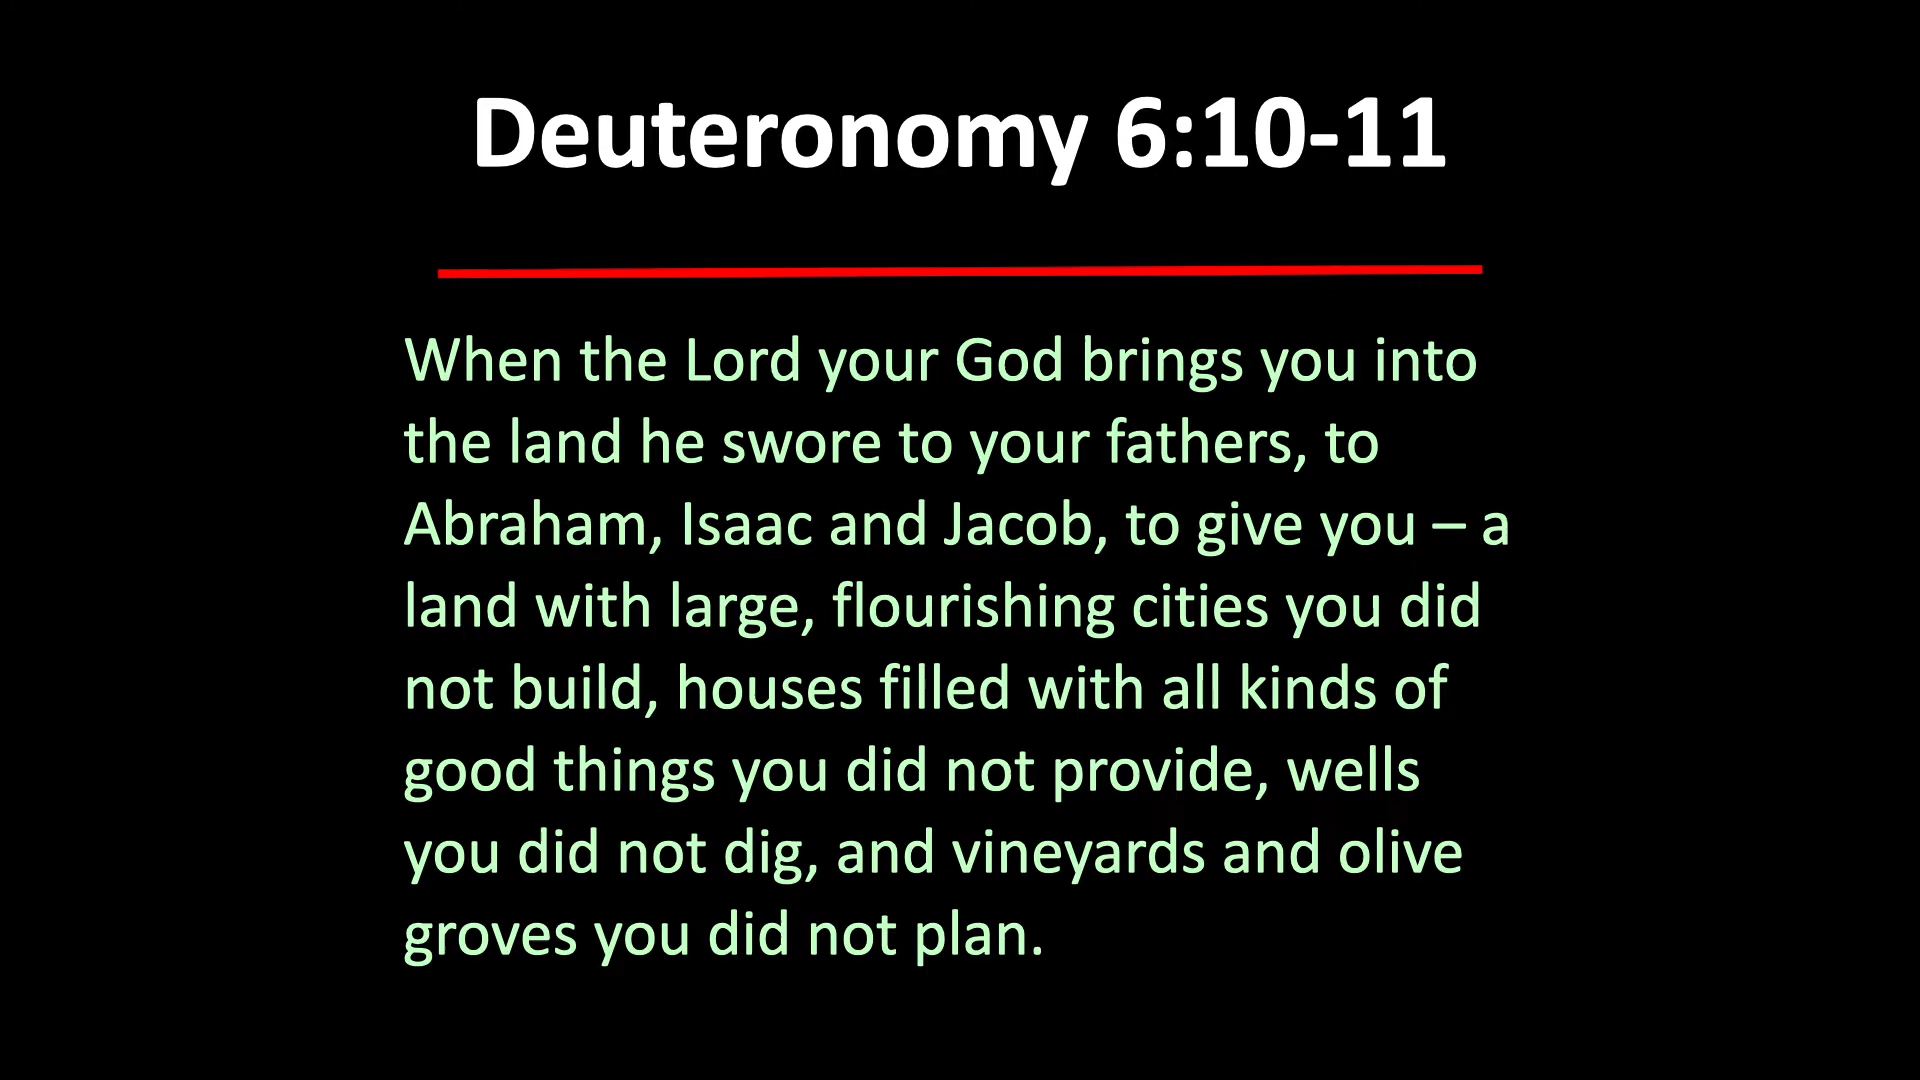 Deuteronomy 6:10-11
When the Lord your God brings you into
the land he swore to your fathers, to
Abraham, Isaac and Jacob, to give you – a
land with large, flourishing cities you did
not build, houses filled with all kinds of
good things you did not provide, wells
you did not dig, and vineyards and olive
groves you did not plan.